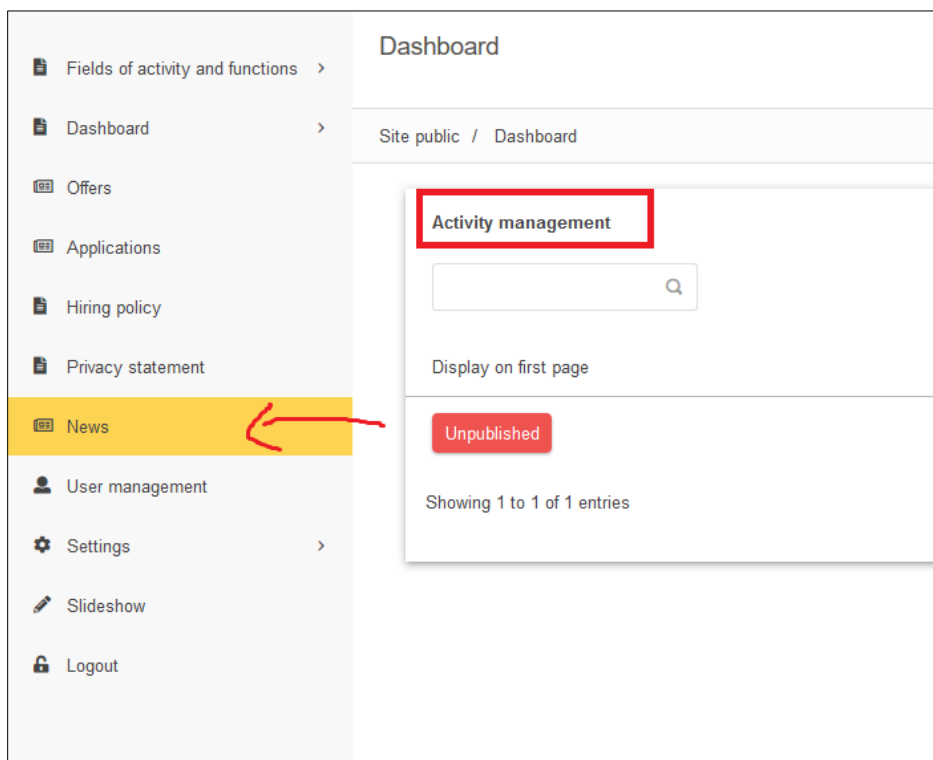 Fields of activity and functions
Dashboard
Offers
Applications
Hiring policy
Privacy statement
News
User management
Settings
Slideshow
Logout
Dashboard
Site public / Dashboard
Activity management
Display on first page
Unpublished
Showing 1 to 1 of 1 entries